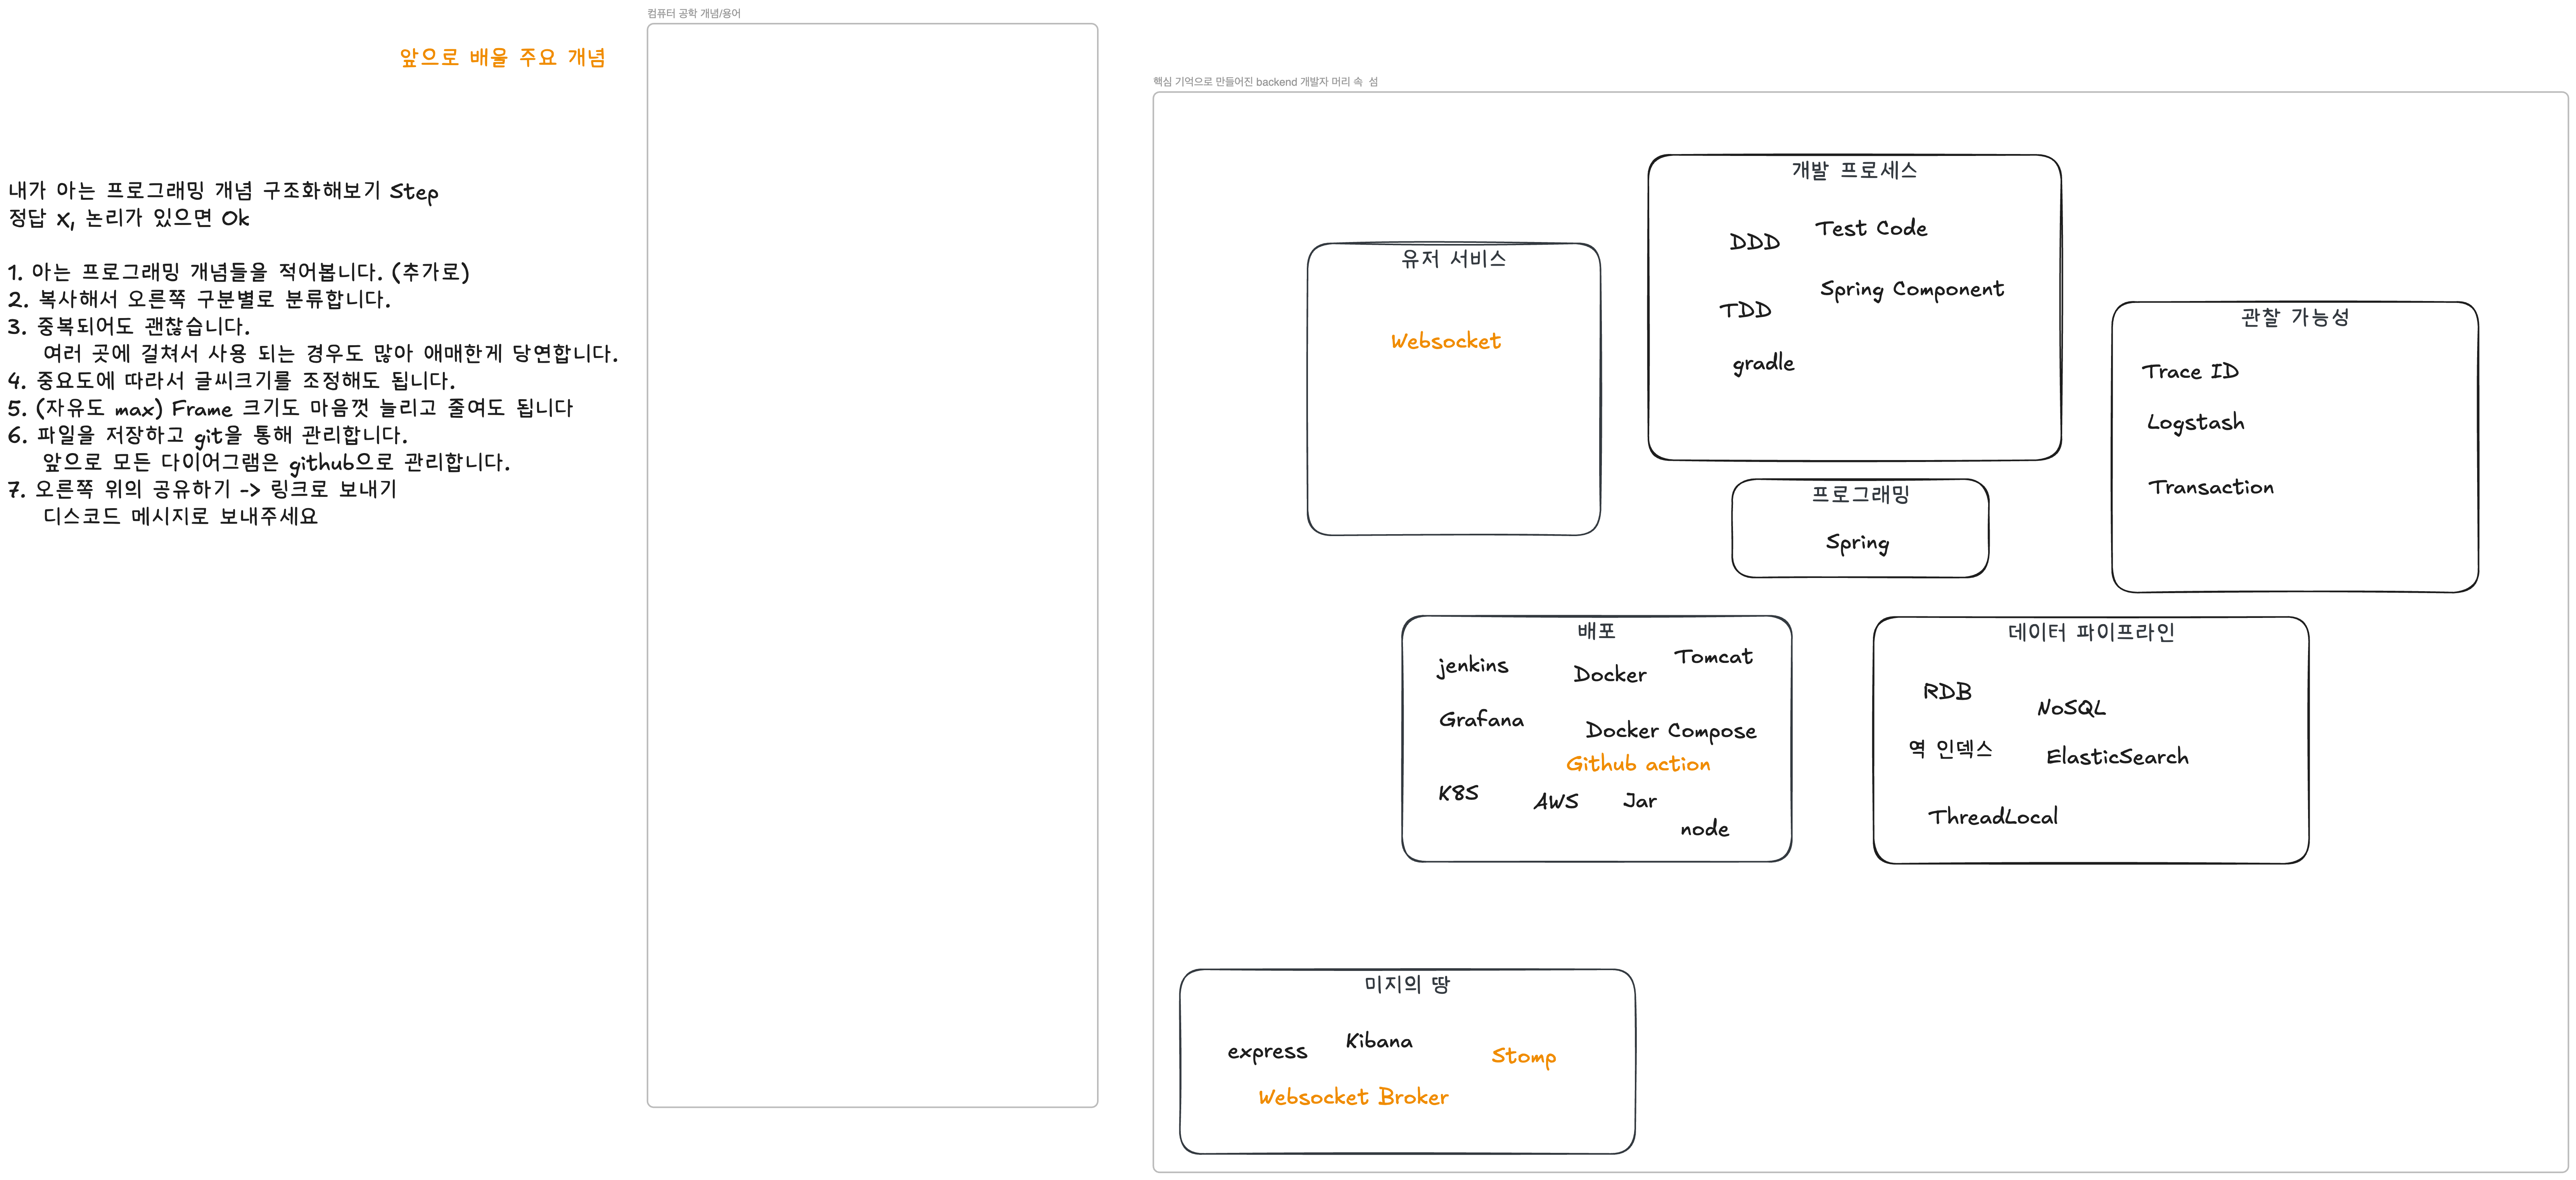 컴퓨터 공학 개념/용어
앞으로 배울 주요 개념
내가 아는 프로그래밍 개념 구조화해보기 Step
정답 X, 논리가 있으면 Ok
1. 아는 프로그래밍 개념들을 적어봅니다. (추가로)
2. 복사해서 오른쪽 구분별로 분류합니다.
3. 중복되어도 괜찮습니다.
여러 곳에 걸쳐서 사용 되는 경우도 많아 애매한게 당연합니다.
4. 중요도에 따라서 글씨크기를 조정해도 됩니다.
5. (자유도 max) Frame 크기도 마음껏 늘리고 줄여도 됩니다
6. 파일을 저장하고 git을 통해 관리합니다.
앞으로 모든 다이어그램은 github으로 관리합니다.
7. 오른쪽 위의 공유하기 -> 링크로 보내기
디스코드 메시지로 보내주세요
핵심 기억으로 만들어진 backend 개발자 머리 속 섬
개발 프로세스
DDD
Test Code
Spring Component
TDD
gradle
유저 서비스
Websocket
관찰 가능성
Trace ID
Logstash
Transaction
프로그래밍
Spring
배포
jenkins
Docker
Tomcat
Grafana
Docker Compose
Github action
K8S
AWS
Jar
node
데이터 파이프라인
RDB
NoSQL
역 인덱스
ElasticSearch
ThreadLocal
미지의 땅
express
Kibana
Stomp
Websocket Broker